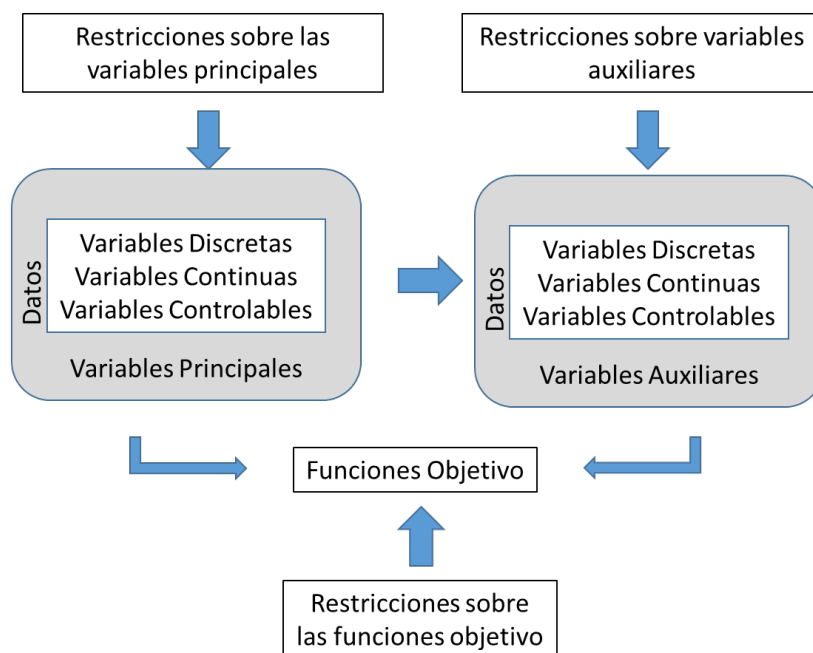 Restricciones sobre las
variables principales
Restricciones sobre variables
auxiliares
Datos
Variables Discretas
Variables Continuas
Variables Controlables
Variables Principales
Datos
Variables Discretas
Variables Continuas
Variables Controlables
Variables Auxiliares
Funciones Objetivo
Restricciones sobre
las funciones objetivo